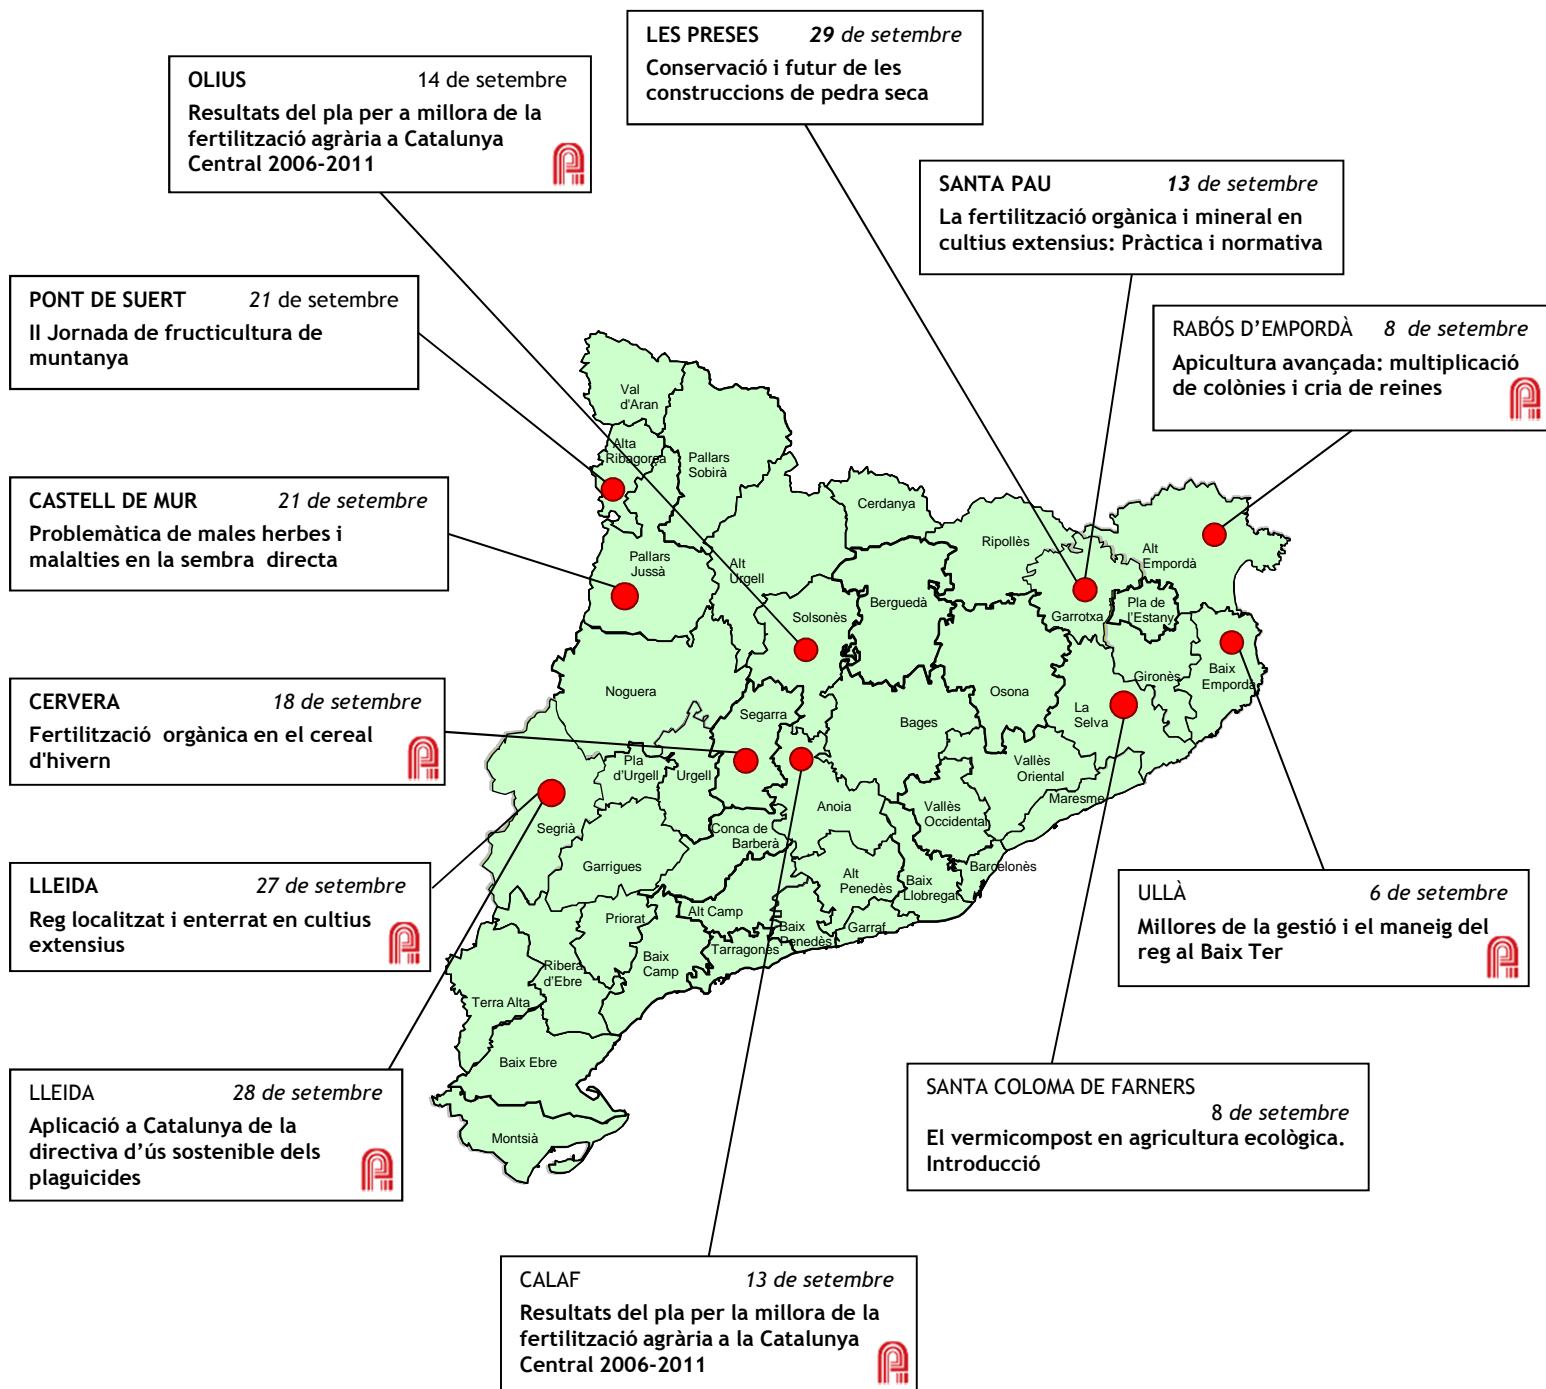 LES PRESES 29 de setembre
Conservació i futur de les
construccions de pedra seca
OLIUS 14 de setembre
Resultats del pla per a millora de la
fertilització agrària a Catalunya
Central 2006-2011
SANTA PAU 13 de setembre
La fertilització orgànica i mineral en
cultius extensius: Pràctica i normativa
PONT DE SUERT 21 de setembre
II Jornada de fructicultura de
muntanya
RABÓS D’EMPORDÀ 8 de setembre
Apicultura avançada: multiplicació
de colònies i cria de reines
CASTELL DE MUR 21 de setembre
Problemàtica de males herbes i
malalties en la sembra directa
CERVERA 18 de setembre
Fertilització orgànica en el cereal
d'hivern
LLEIDA 27 de setembre
Reg localitzat i enterrat en cultius
extensius
LLEIDA 28 de setembre
Aplicació a Catalunya de la
directiva d’ús sostenible dels
plaguicides
ULLÀ 6 de setembre
Millores de la gestió i el maneig del
reg al Baix Ter
SANTA COLOMA DE FARNERS
8 de setembre
El vermicompost en agricultura ecològica.
Introducció
CALAF 13 de setembre
Resultats del pla per la millora de la
fertilització agrària a la Catalunya
Central 2006-2011
Val
d'Aran
Alta
Ribagorça
Pallars
Sobirà
Cerdanya
Ripollès
Alt
Empordà
Pallars
Jussà
Alt
Urgell
Solsonès
Berguedà
Garrotxa
Pla de
l'Estany
Gironès
Baix
Empordà
Noguera
Osona
La
Selva
Segarra
Bages
Pla
d'Urgell
Urgell
Vallès
Oriental
Maresme
Segrià
Anoia
Vallès
Occidental
Conca de
Barberà
Garrigues
Alt
Penedès
Baix
Llobregat
Barcelonès
Priorat
Alt Camp
Baix
Penedès
Garraf
Tarragonès
Baix
Camp
Ribera
d'Ebre
Terra Alta
Baix Ebre
Montsià